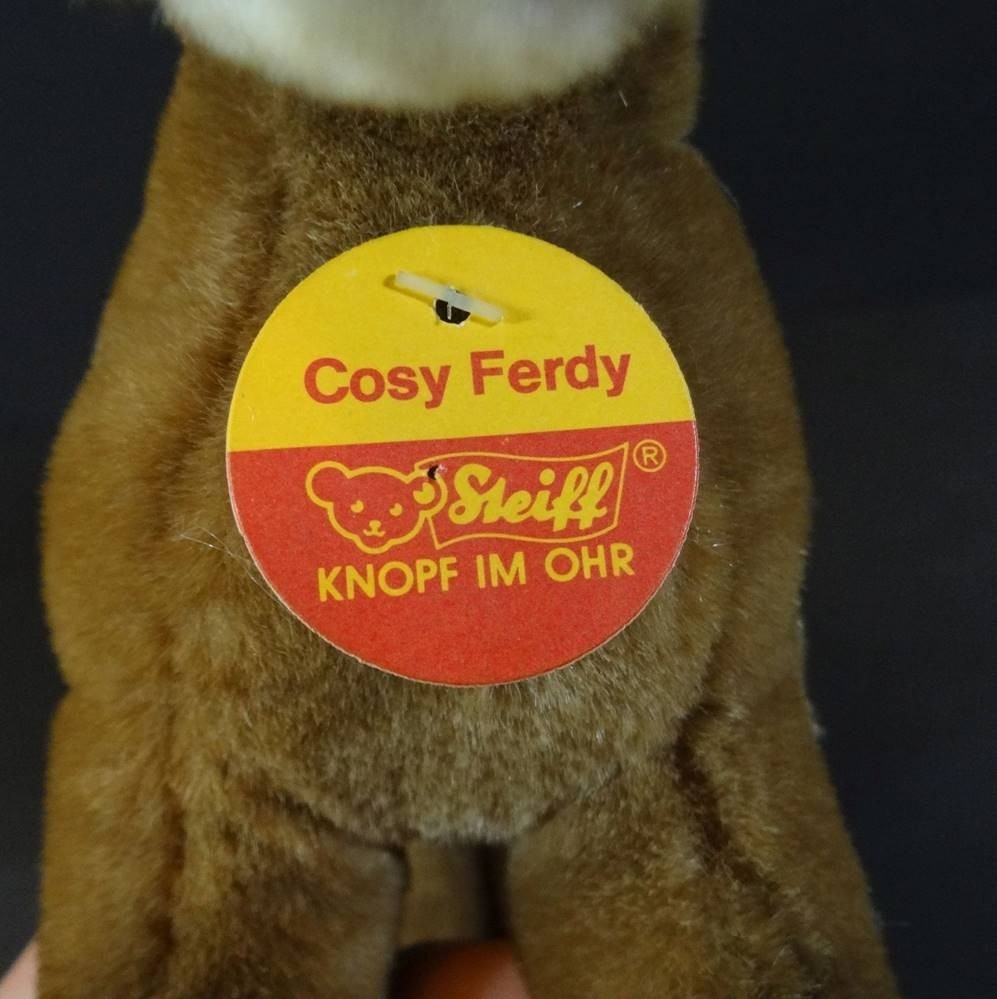 Cosy Ferdy
Steiff ®
KNOPF IM OHR